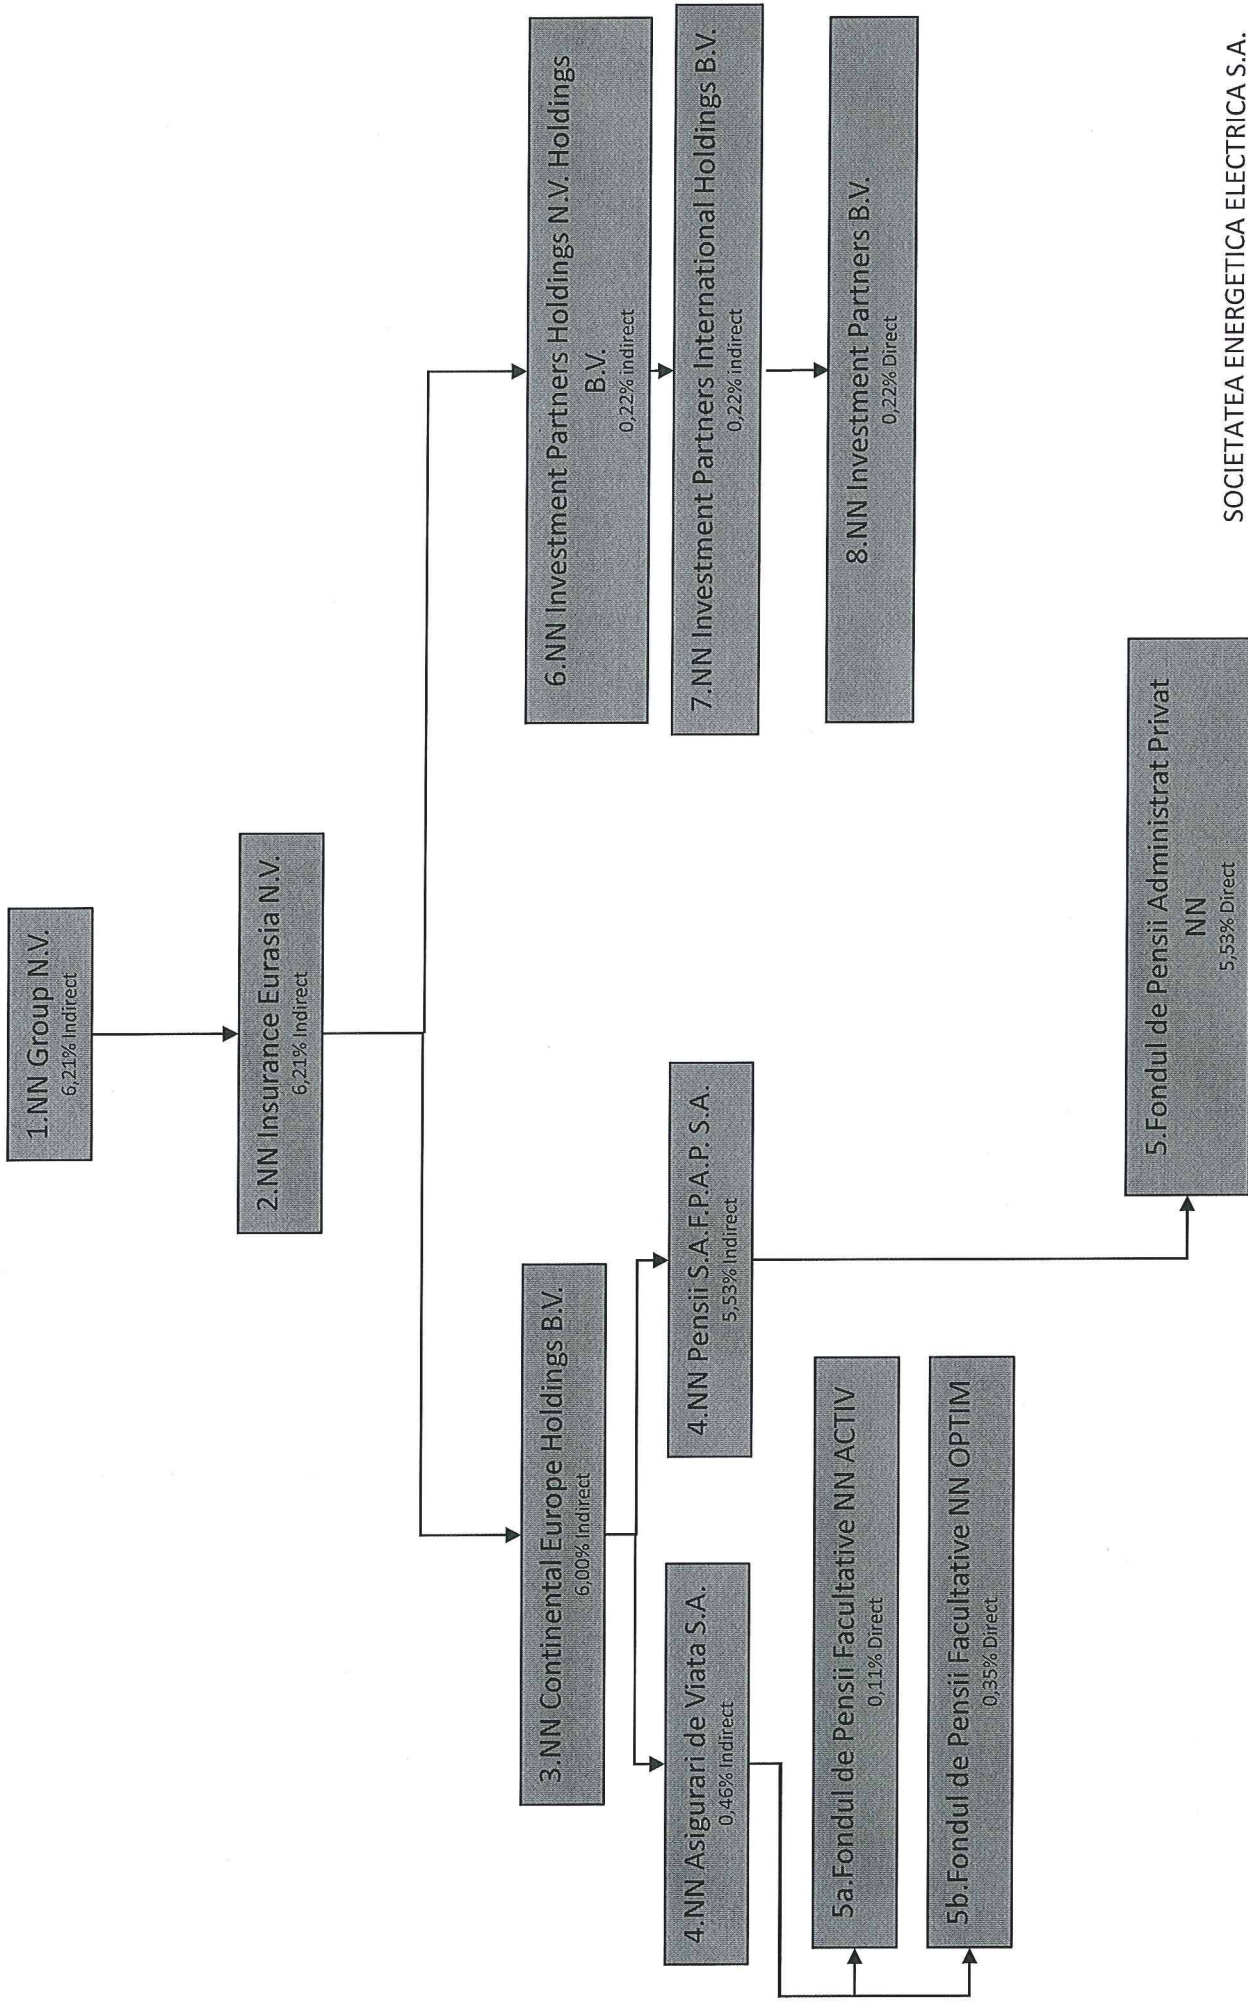 1.NN Group N.V.
6,21% Indirect
2.NN Insurance Eurasia N.V.
6,21% Indirect
3.NN Continental Europe Holdings B.V.
6,00% Indirect
4.NN Asigurari de Viata S.A.
0,46% Indirect
4.NN Pensii S.A.F.P.A.P. S.A.
5,53% Indirect
5a.Fondul de Pensii Facultative NN ACTIV
0,11% Direct
5b.Fondul de Pensii Facultative NN OPTIM
0,35% Direct
5.Fondul de Pensii Administrat Privat
NN
5,53% Direct
6.NN Investment Partners Holdings N.V. Holdings
B.V.
0,22% indirect
7.NN Investment Partners International Holdings B.V.
0,22% indirect
8.NN Investment Partners B.V.
0,22% Direct
SOCIETATEA ENERGETICA ELECTRICA S.A.